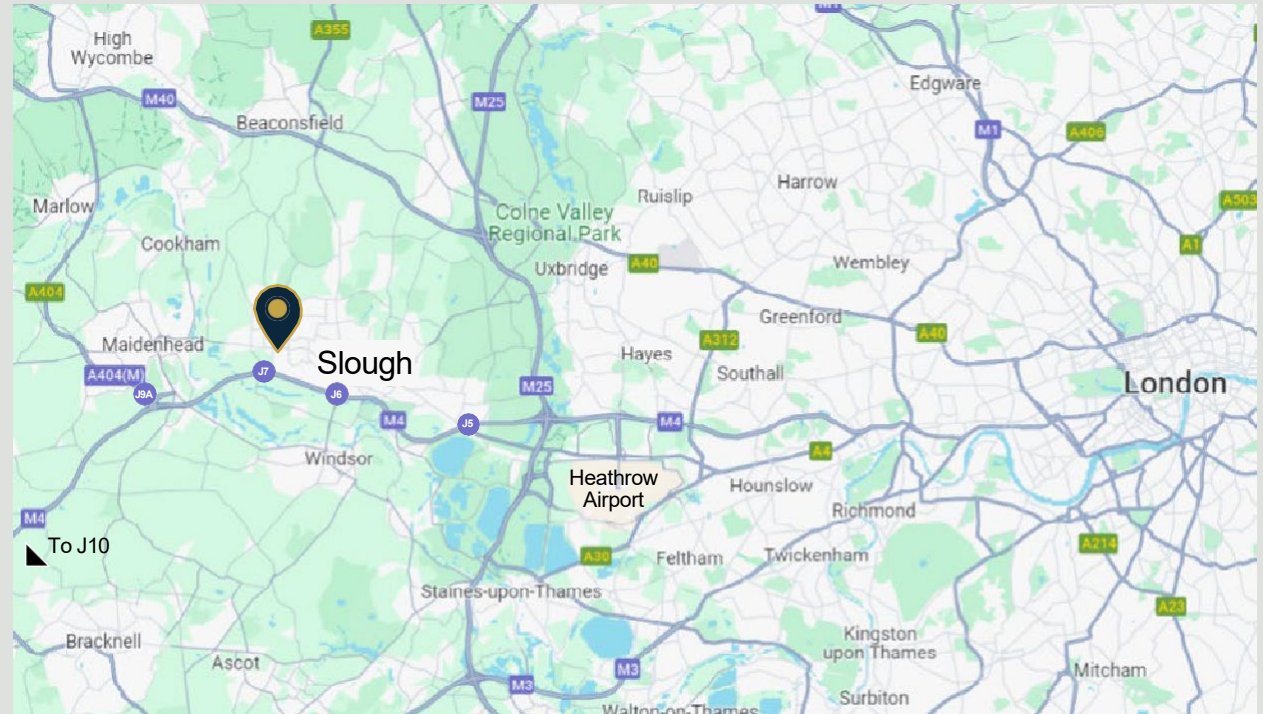 M1
A355
High
Wycombe
Edgware
M40
M25
Beaconsfield
M1
A406
Harrow
Ruislip
Marlow
A503
Colne Valley
Regional Park
Cookham
A1
Uxbridge
A40
Wembley
A404
Greenford
A40
Maidenhead
A312
Hayes
Slough
A404(M)
J7
Southall
M25
London
J9A
J6
M4
J5
M4
A4
Windsor
Heathrow
Airport
Hounslow
Richmond
M4
To J10
A30
Feltham
Twickenham
A214
Staines-upon-Thames
A23
Bracknell
Kingston
upon Thames
Ascot
Mitcham
M3
M3
Surbiton
Walton-on-Thames